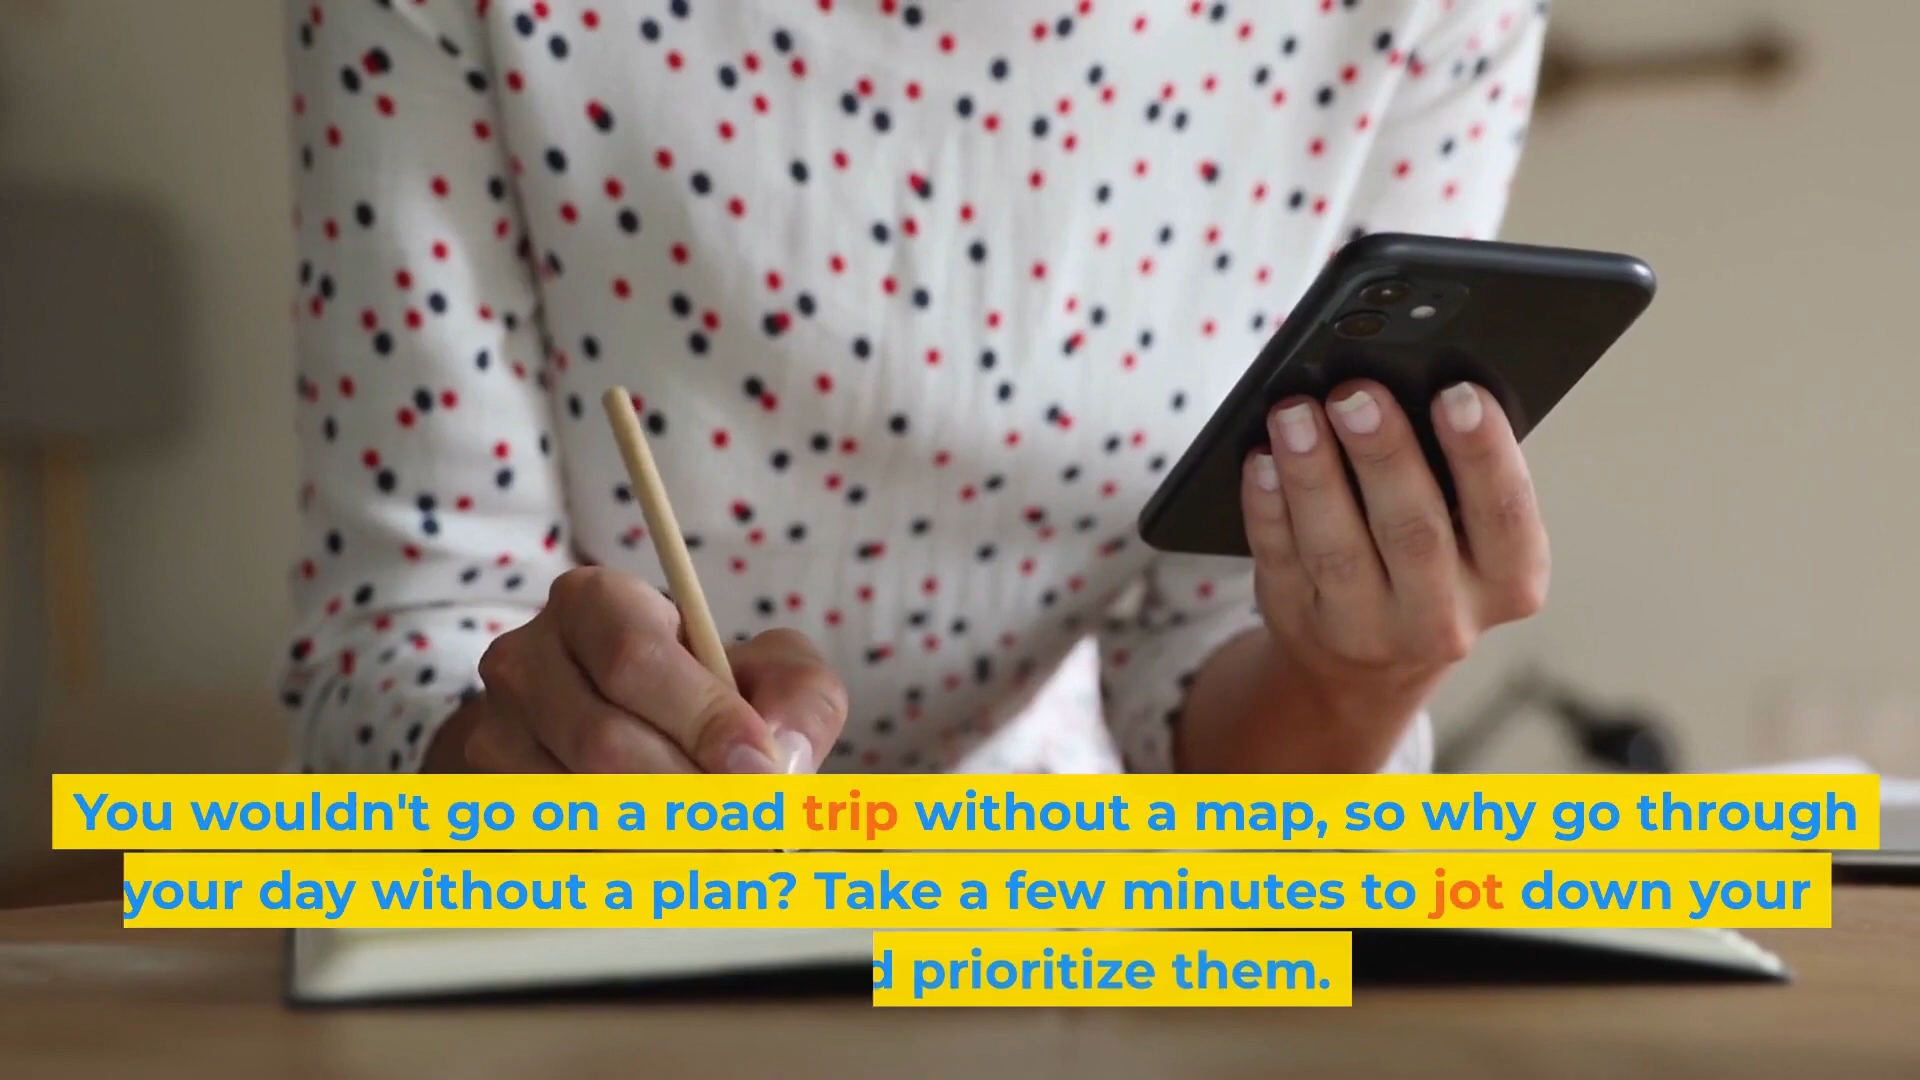 You wouldn't go on a road trip without a map, so why go through
your day without a plan? Take a few minutes to jot down your
prioritize them.